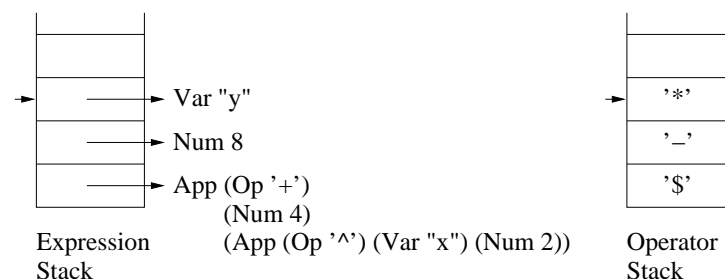 Var "y" '*'
Num 8 '–'
App (Op '+') '$'
(Num 4)
(App (Op '^') (Var "x") (Num 2))
Expression Operator
Stack Stack